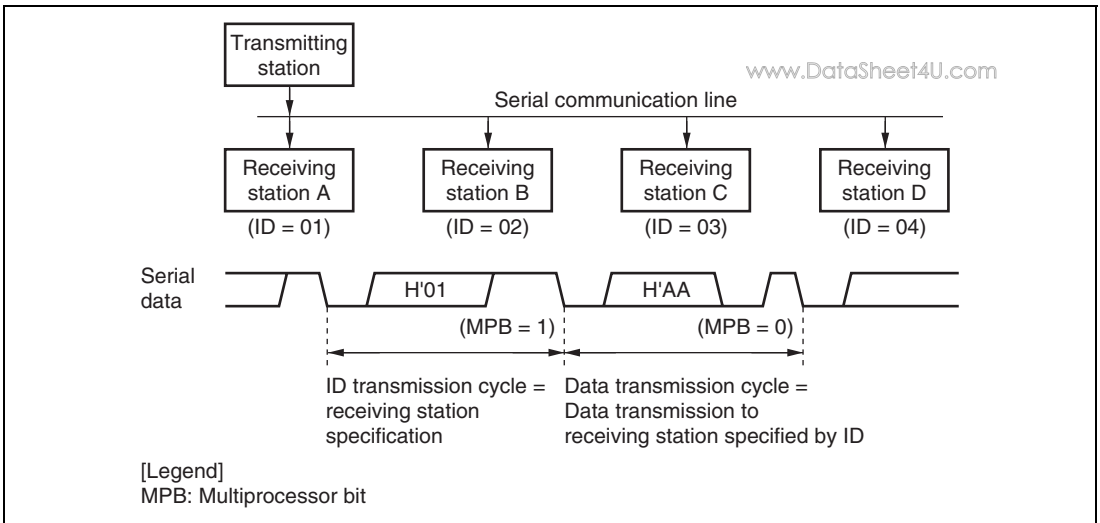 Transmitting
station
www.DataSheet4U.com
Serial communication line
Receiving
station A
Receiving
station B
Receiving
station C
Receiving
station D
(ID = 01)
(ID = 02)
(ID = 03)
(ID = 04)
Serial
data
H'01
H'AA
(MPB = 1)
(MPB = 0)
ID transmission cycle =
receiving station
specification
Data transmission cycle =
Data transmission to
receiving station specified by ID
[Legend]
MPB: Multiprocessor bit